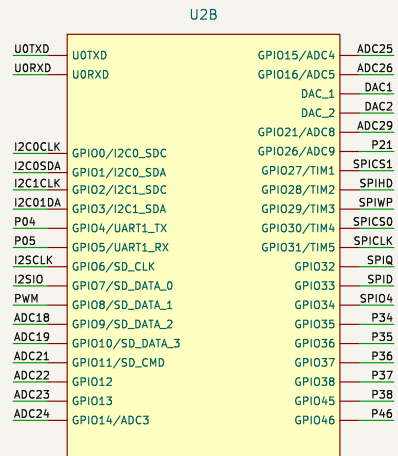 U2B
U0TXD U0TXD GPIO15/ADC4 ADC25
U0RXD U0RXD GPIO16/ADC5 ADC26
DAC_1 DAC1
DAC_2 DAC2
GPIO21/ADC8 ADC29
I2C0CLK GPIO0/I2C0_SDC GPIO26/ADC9 P21
I2C0SDA GPIO1/I2C0_SDA GPIO27/TIM1 SPICS1
I2C1CLK GPIO2/I2C1_SDC GPIO28/TIM2 SPIHD
I2C01DA GPIO3/I2C1_SDA GPIO29/TIM3 SPIWP
P04 GPIO4/UART1_TX GPIO30/TIM4 SPICS0
P05 GPIO5/UART1_RX GPIO31/TIM5 SPICLK
I2SCLK GPIO6/SD_CLK GPIO32 SPIQ
I2SIO GPIO7/SD_DATA_0 GPIO33 SPID
PWM GPIO8/SD_DATA_1 GPIO34 SPIO4
ADC18 GPIO9/SD_DATA_2 GPIO35 P34
ADC19 GPIO10/SD_DATA_3 GPIO36 P35
ADC21 GPIO11/SD_CMD GPIO37 P36
ADC22 GPIO12 GPIO38 P37
ADC23 GPIO13 GPIO45 P38
ADC24 GPIO14/ADC3 GPIO46 P46